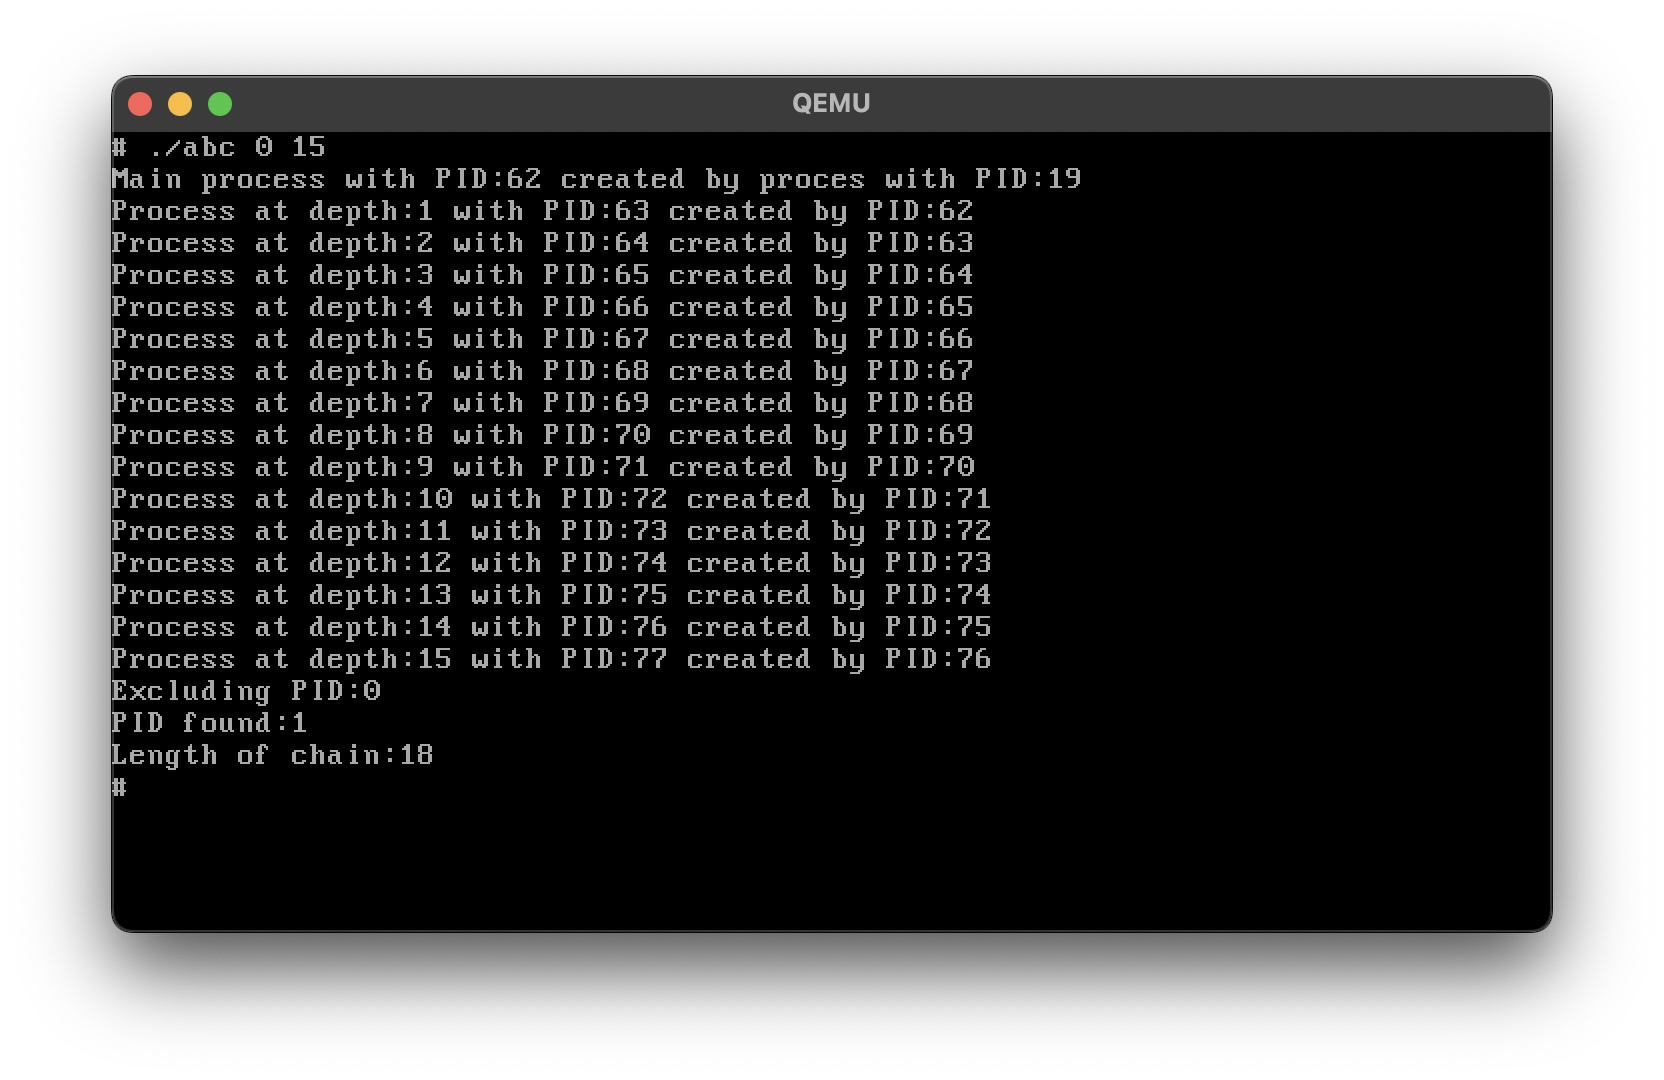 QEMU
# ./abc 0 15
Main process with PID:62 created by proces with PID:19
Process at depth:1 with PID:63 created by PID:62
Process at depth:2 with PID:64 created by PID:63
Process at depth:3 with PID:65 created by PID:64
Process at depth:4 with PID:66 created by PID:65
Process at depth:5 with PID:67 created by PID:66
Process at depth:6 with PID:68 created by PID:67
Process at depth:7 with PID:69 created by PID:68
Process at depth:8 with PID:70 created by PID:69
Process at depth:9 with PID:71 created by PID:70
Process at depth:10 with PID:72 created by PID:71
Process at depth:11 with PID:73 created by PID:72
Process at depth:12 with PID:74 created by PID:73
Process at depth:13 with PID:75 created by PID:74
Process at depth:14 with PID:76 created by PID:75
Process at depth:15 with PID:77 created by PID:76
Excluding PID:0
PID found:1
Length of chain:18
#